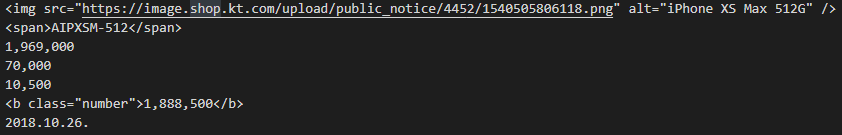 <img src="https://image.shop.kt.com/upload/public_notice/4452/1540505806118.png" alt="iPhone XS Max 512G" />
<span>AIPXSM-512</span>
1,969,000
70,000
10,500
<b class="number">1,888,500</b>
2018.10.26.